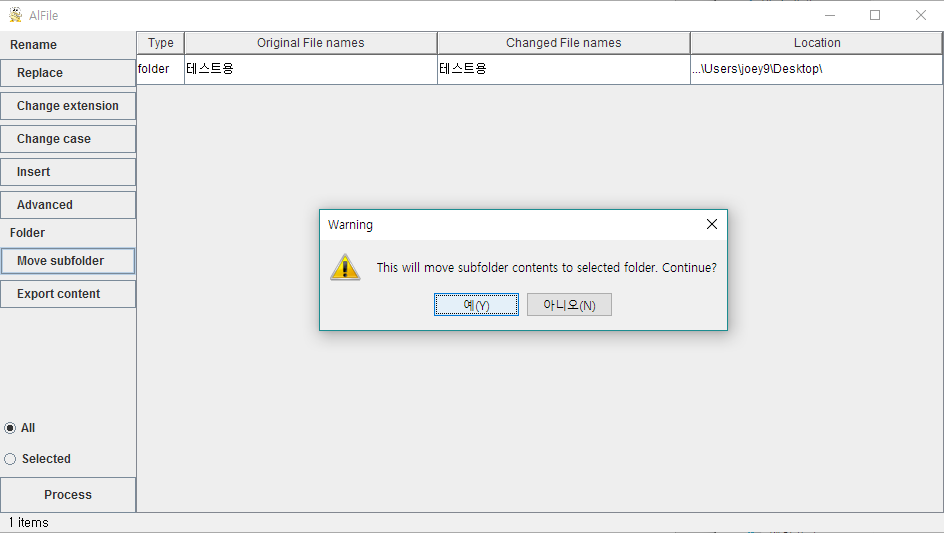 AlFile
Rename
Replace
Change extension
Change case
Insert
Advanced
Folder
Move subfolder
Export content
All
Selected
Process
1 items
Type Original File names Changed File names Location
folder 테스트용 테스트용 ...\Users\joey9\Desktop\
Warning
This will move subfolder contents to selected folder. Continue?
예(Y) 아니오(N)